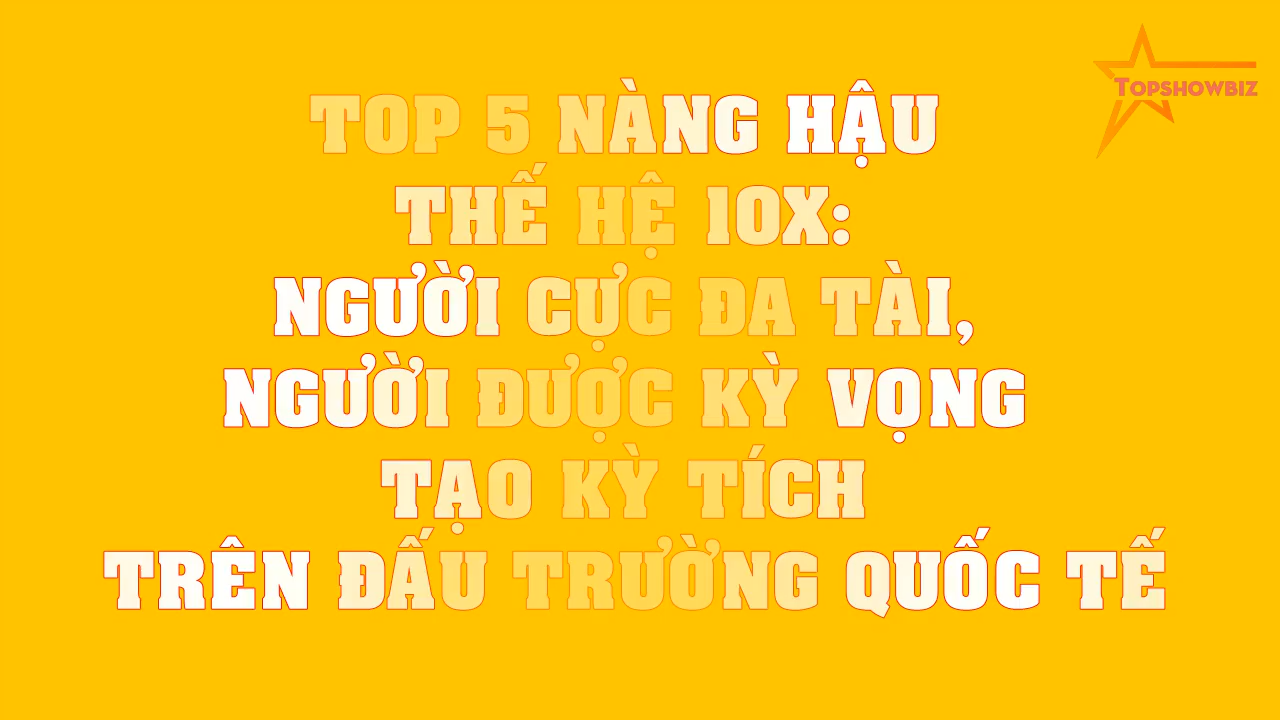 TOPSHOWBIZ
TOP 5 NÀNG HẬU
THẾ HỆ 10X:
NGƯỜI CỰC ĐA TÀI,
NGƯỜI ĐƯỢC KỲ VỌNG
TẠO KỲ TÍCH
TRÊN ĐẤU TRƯỜNG QUỐC TẾ